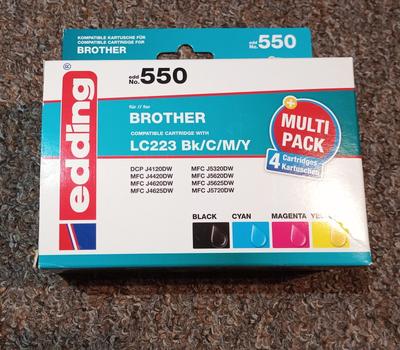 KOMPATIBLE KARTUSCHE FÜR
COMPATIBLE CARTRIDGE FOR
BROTHER
edd No. 550
edding
edd No. 550
für // for
BROTHER
COMPATIBLE CARTRIDGE WITH
LC223 Bk/C/M/Y
DCP J4120DW
MFC J4420DW
MFC J4620DW
MFC J4625DW
MFC J5320DW
MFC J5620DW
MFC J5625DW
MFC J5720DW
+
MULTI
PACK
4 Cartridges
Kartuschen
BLACK CYAN MAGENTA